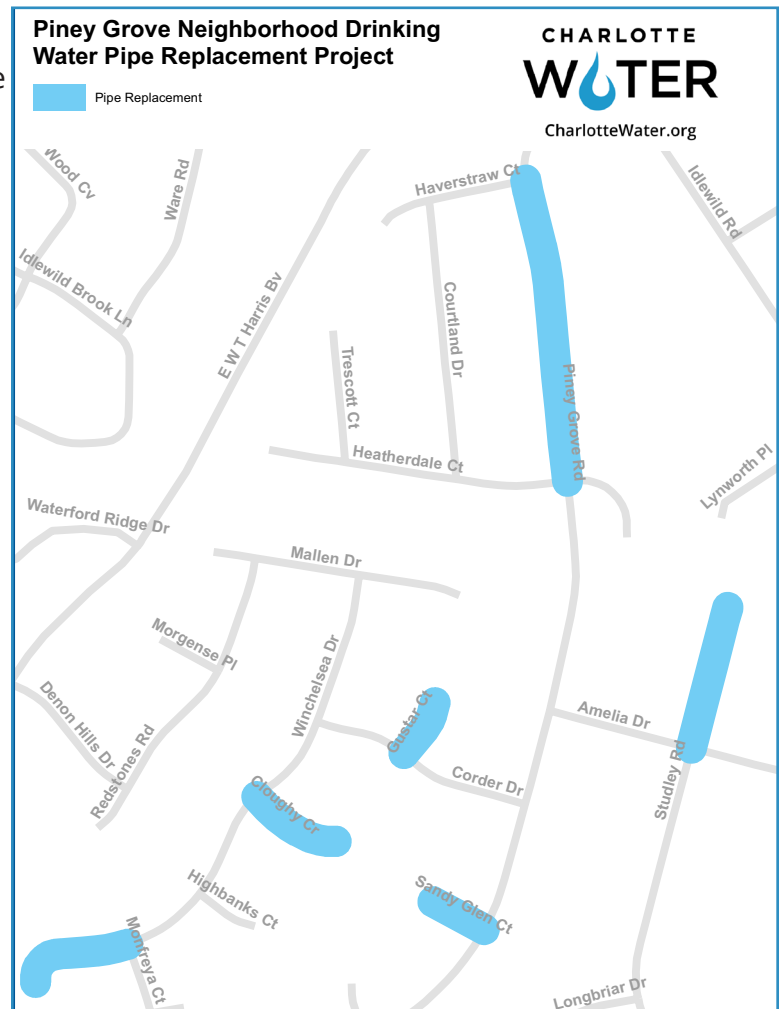 Piney Grove Neighborhood Drinking
Water Pipe Replacement Project
Pipe Replacement
CHARLOTTE
WATER
CharlotteWater.org
e
Wood Cv
Ware Rd
Haverstraw Ct
Idlewild Rd
Idlewild Brook Ln
E W T Harris Bv
Courtland Dr
Trescott Ct
Piney Grove Rd
Heatherdale Ct
Lynworth Pl
Waterford Ridge Dr
Mallen Dr
Morgense Pl
Winchelsea Dr
Denon Hills Dr
Redstones Rd
Gustar Ct
Amelia Dr
Corder Dr
Studley Rd
Cloughy Cr
Highbanks Ct
Sandy Glen Ct
Monfreya Ct
Longbriar Dr